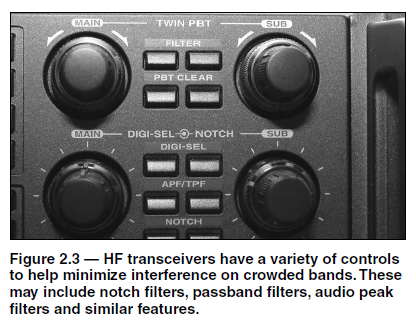 MAIN TWIN PBT SUB
FILTER
PBT CLEAR
MAIN DIGI-SEL NOTCH SUB
DIGI-SEL
APF/TPF
NOTCH
Figure 2.3 — HF transceivers have a variety of controls
to help minimize interference on crowded bands. These
may include notch filters, passband filters, audio peak
filters and similar features.